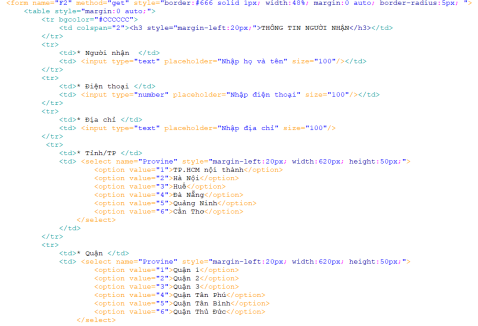 <form name="F2" method="get" style="border:#666 solid 1px; width:48%; margin:0 auto; border-radius:5px; ">
<table style="margin:0 auto;">
<tr bgcolor="#CCCCCC">
<td colspan="2"><h3 style="margin-left:20px;">THÔNG TIN NGƯỜI NHẬN</h3></td>
</tr>
<tr>
<td>* Người nhận </td>
<td> <input type="text" placeholder="Nhập họ và tên" size="100"/></td>
</tr>
<tr>
<td>* Điện thoại </td>
<td> <input type="number" placeholder="Nhập điện thoại" size="100"/></td>
</tr>
<tr>
<td>* Địa chỉ </td>
<td> <input type="text" placeholder="Nhập địa chỉ" size="100"/>
</tr>
<tr>
<td>* Tỉnh/TP </td>
<td> <select name="Provine" style="margin-left:20px; width:620px; height:50px;">
<option value="1">TP.HCM nội thành</option>
<option value="2">Hà Nội</option>
<option value="3">Huế</option>
<option value="4">Đà Nẵng</option>
<option value="5">Quảng Ninh</option>
<option value="6">Cần Thơ</option>
</select>
</td>
</tr>
<tr>
<td>* Quận </td>
<td> <select name="Provine" style="margin-left:20px; width:620px; height:50px;">
<option value="1">Quận 1</option>
<option value="2">Quận 2</option>
<option value="3">Quận 3</option>
<option value="4">Quận Tân Phú</option>
<option value="5">Quận Tân Bình</option>
<option value="6">Quận Thủ Đức</option>
</select>